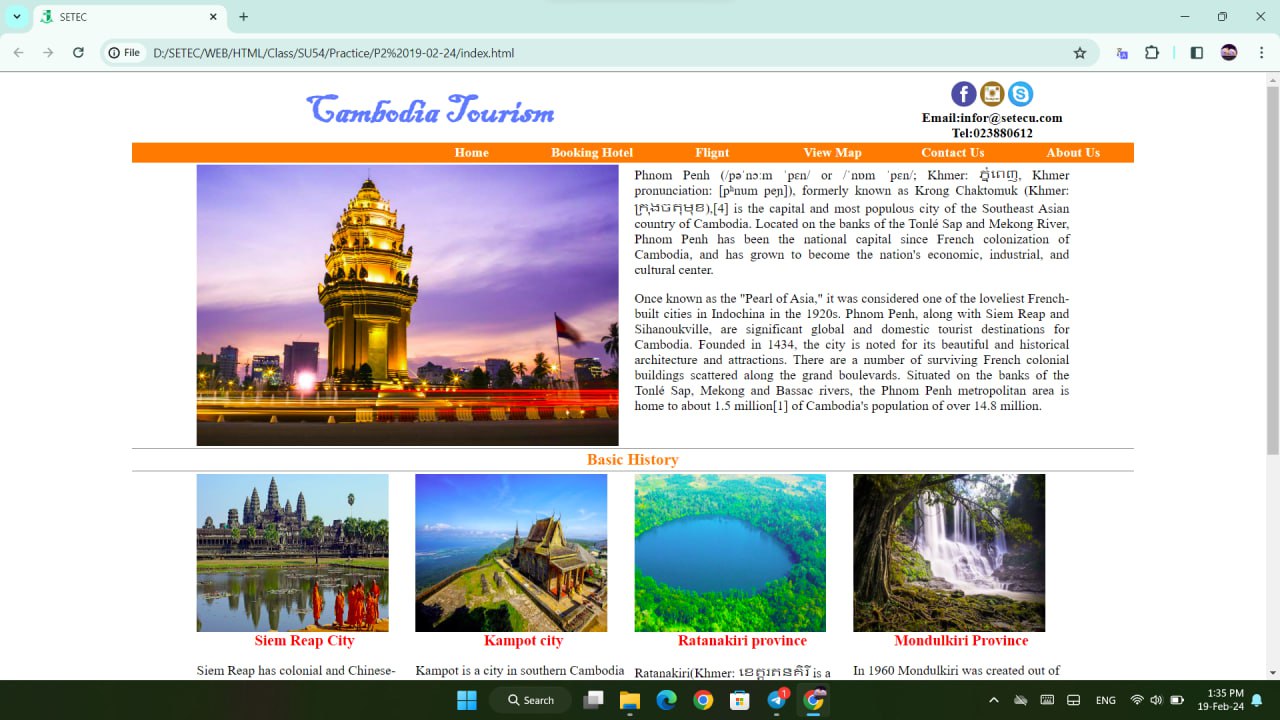 SETEC
File
D:/SETEC/WEB/HTML/Class/SU54/Practice/P2%2019-02-24/index.html
Cambodia Tourism
Email:infor@setecu.com
Tel:023880612
Home Booking Hotel Flignt View Map Contact Us About Us
Phnom Penh (/pəˈnɔːm ˈpɛn/ or /ˈnɒm ˈpɛn/; Khmer: ភ្នំពេញ, Khmer
pronunciation: [pʰnum peɲ]), formerly known as Krong Chaktomuk (Khmer:
ក្រុងចតុមុខ),[4] is the capital and most populous city of the Southeast Asian
country of Cambodia. Located on the banks of the Tonlé Sap and Mekong River,
Phnom Penh has been the national capital since French colonization of
Cambodia, and has grown to become the nation's economic, industrial, and
cultural center.
Once known as the "Pearl of Asia," it was considered one of the loveliest French-
built cities in Indochina in the 1920s. Phnom Penh, along with Siem Reap and
Sihanoukville, are significant global and domestic tourist destinations for
Cambodia. Founded in 1434, the city is noted for its beautiful and historical
architecture and attractions. There are a number of surviving French colonial
buildings scattered along the grand boulevards. Situated on the banks of the
Tonlé Sap, Mekong and Bassac rivers, the Phnom Penh metropolitan area is
home to about 1.5 million[1] of Cambodia's population of over 14.8 million.
Basic History
Siem Reap City
Kampot city
Ratanakiri province
Mondulkiri Province
Siem Reap has colonial and Chinese-
Kampot is a city in southern Cambodia
Ratanakiri(Khmer: ខេត្តរតនគិរី is a
In 1960 Mondulkiri was created out of
Search
1
ENG
1:35 PM
19-Feb-24